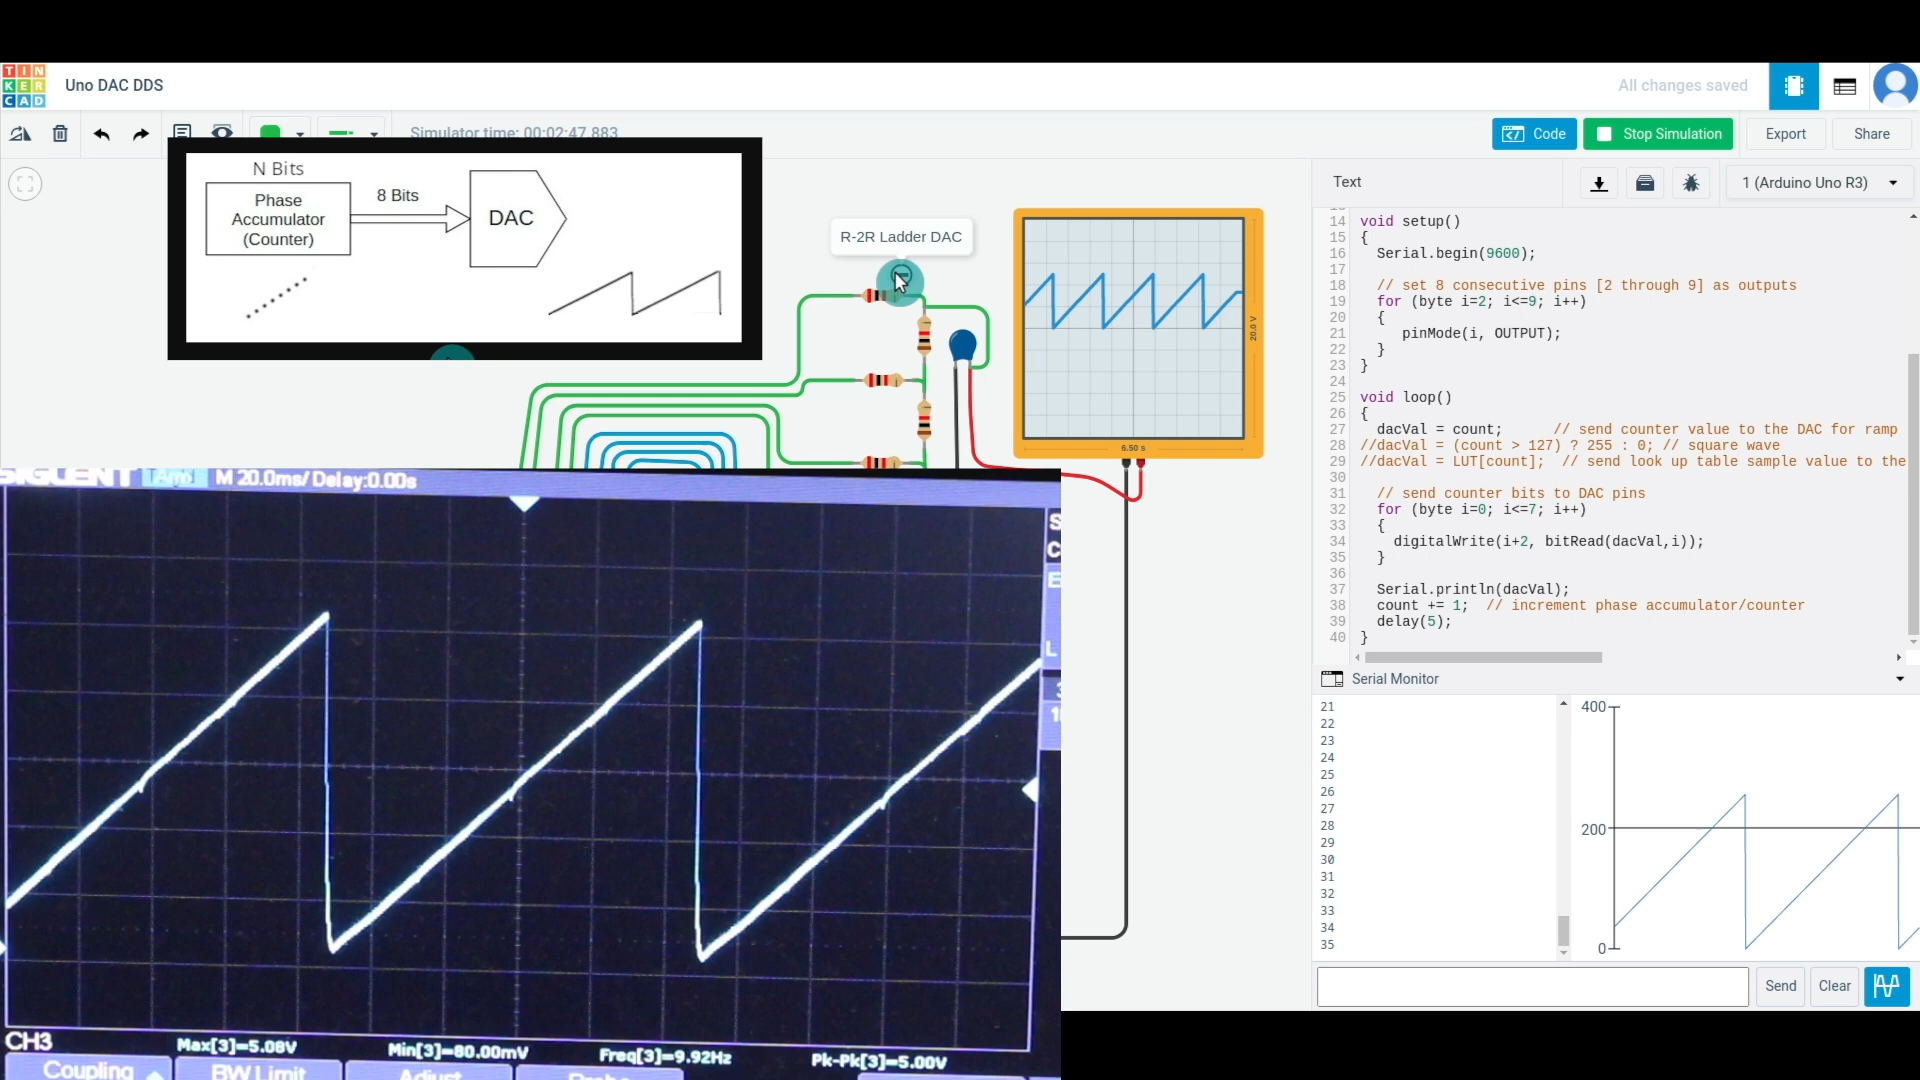 TIN
KER
CAD
Uno DAC DDS
All changes saved
Simulator time: 00:02:47.883
Code
Stop Simulation
Export
Share
N Bits
Phase
Accumulator
(Counter)
8 Bits
DAC
R-2R Ladder DAC
20.0 V
6.50 s
Text
1 (Arduino Uno R3)
14 void setup()
15 {
16 Serial.begin(9600);
17
18 // set 8 consecutive pins [2 through 9] as outputs
19 for (byte i=2; i<=9; i++)
20 {
21 pinMode(i, OUTPUT);
22 }
23 }
24
25 void loop()
26 {
27 dacVal = count; // send counter value to the DAC for ramp
28 //dacVal = (count > 127) ? 255 : 0; // square wave
29 //dacVal = LUT[count]; // send look up table sample value to the
30
31 // send counter bits to DAC pins
32 for (byte i=0; i<=7; i++)
33 {
34 digitalWrite(i+2, bitRead(dacVal,i));
35 }
36
37 Serial.println(dacVal);
38 count += 1; // increment phase accumulator/counter
39 delay(5);
40 }
Serial Monitor
21
22
23
24
25
26
27
28
29
30
31
32
33
34
35
400
200
0
Send
Clear
SIGLENT M 20.0ms/ Delay:0.00s
CH3
Max[3]=5.08V
Min[3]=80.00mV
Freq[3]=9.92Hz
Pk-Pk[3]=5.00V
Coupling
BW Limit
Adjust
Probe